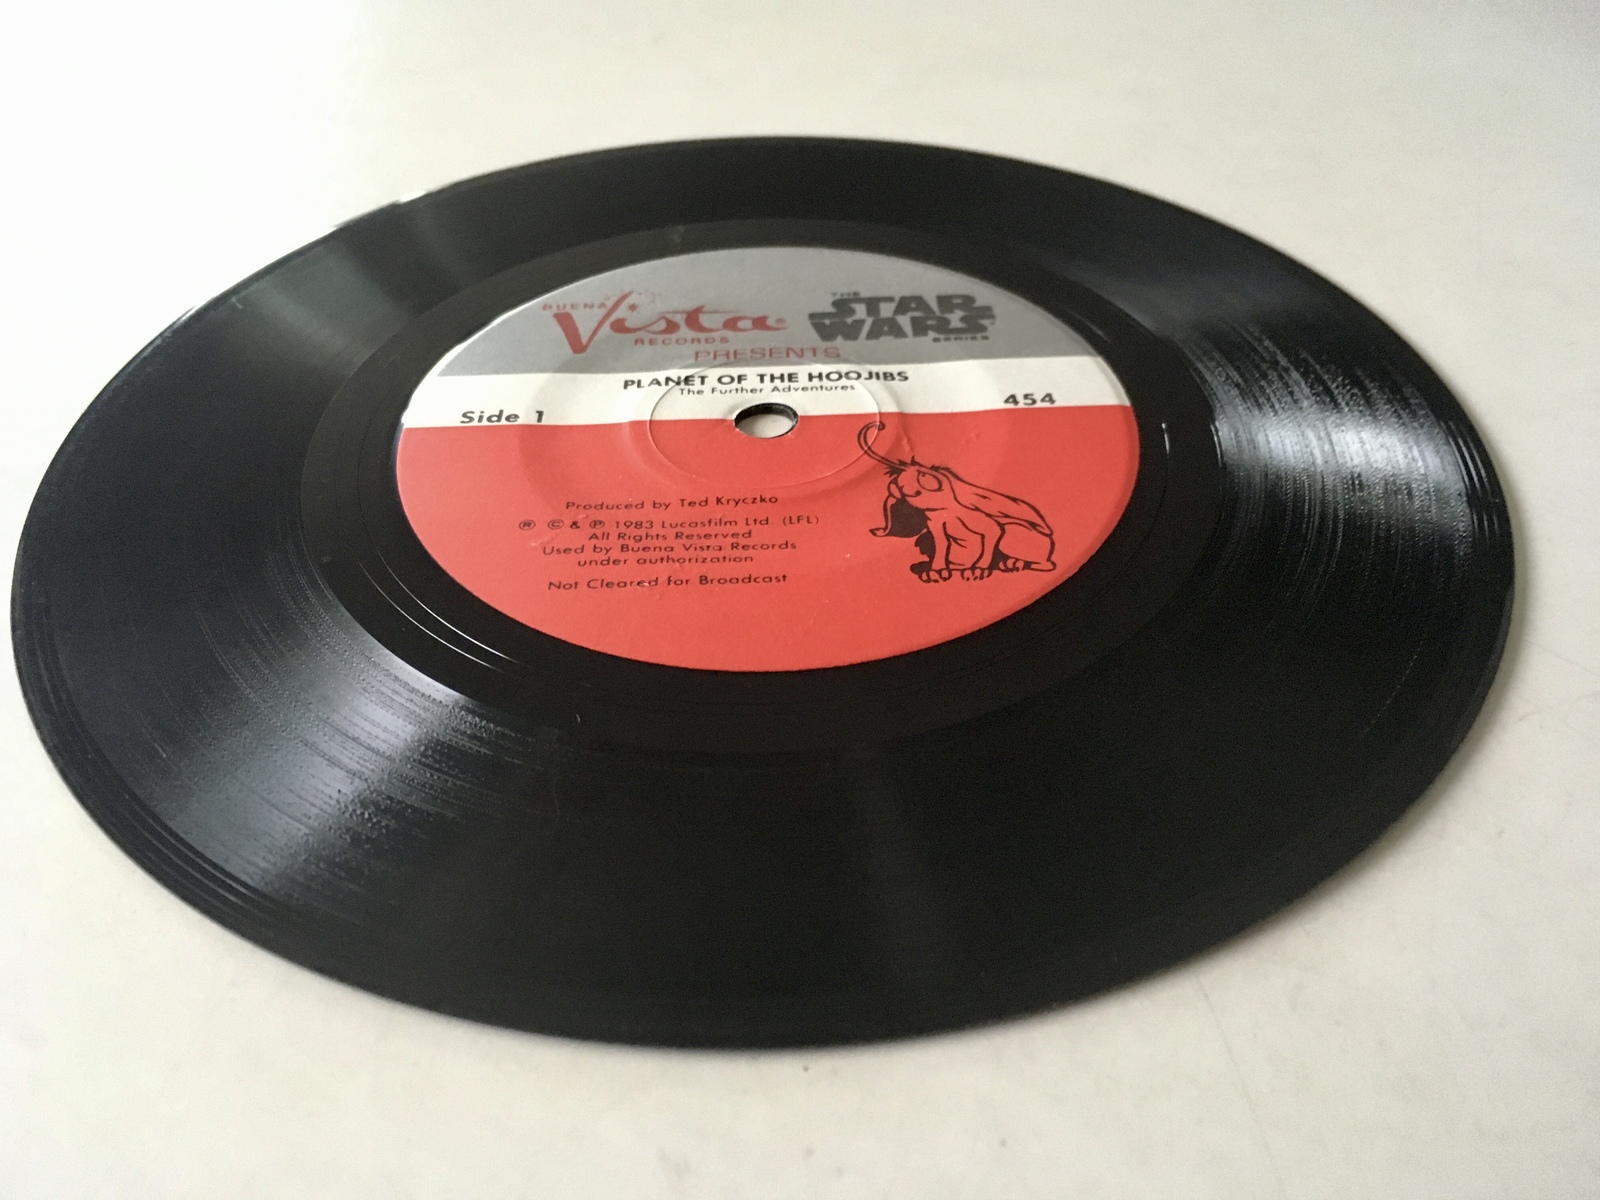 BUENA
Vista®
RECORDS
THE
STAR
WARS
SERIES
PRESENTS
PLANET OF THE HOOJIBS
The Further Adventures
Side 1
454
Produced by Ted Kryczko
® © & ℗ 1983 Lucasfilm Ltd. (LFL)
All Rights Reserved
Used by Buena Vista Records
under authorization
Not Cleared for Broadcast